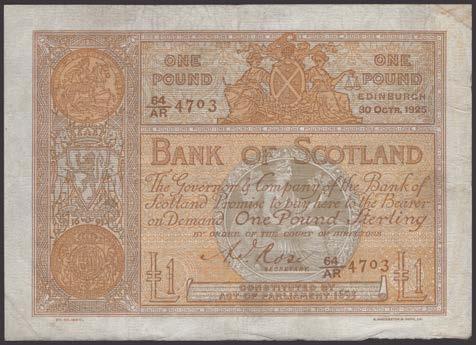 ONE POUND
ONE POUND
64/AR 4703
EDINBURGH
30 OCTR. 1925
BANK OF SCOTLAND
The Governor & Company of the Bank of
Scotland Promise to pay here to the Bearer
on Demand One Pound Sterling
BY ORDER OF THE COURT OF DIRECTORS
A. J. Rose
SECRETARY.
64/AR 4703
£1
£1
CONSTITUTED BY
ACT OF PARLIAMENT 1695